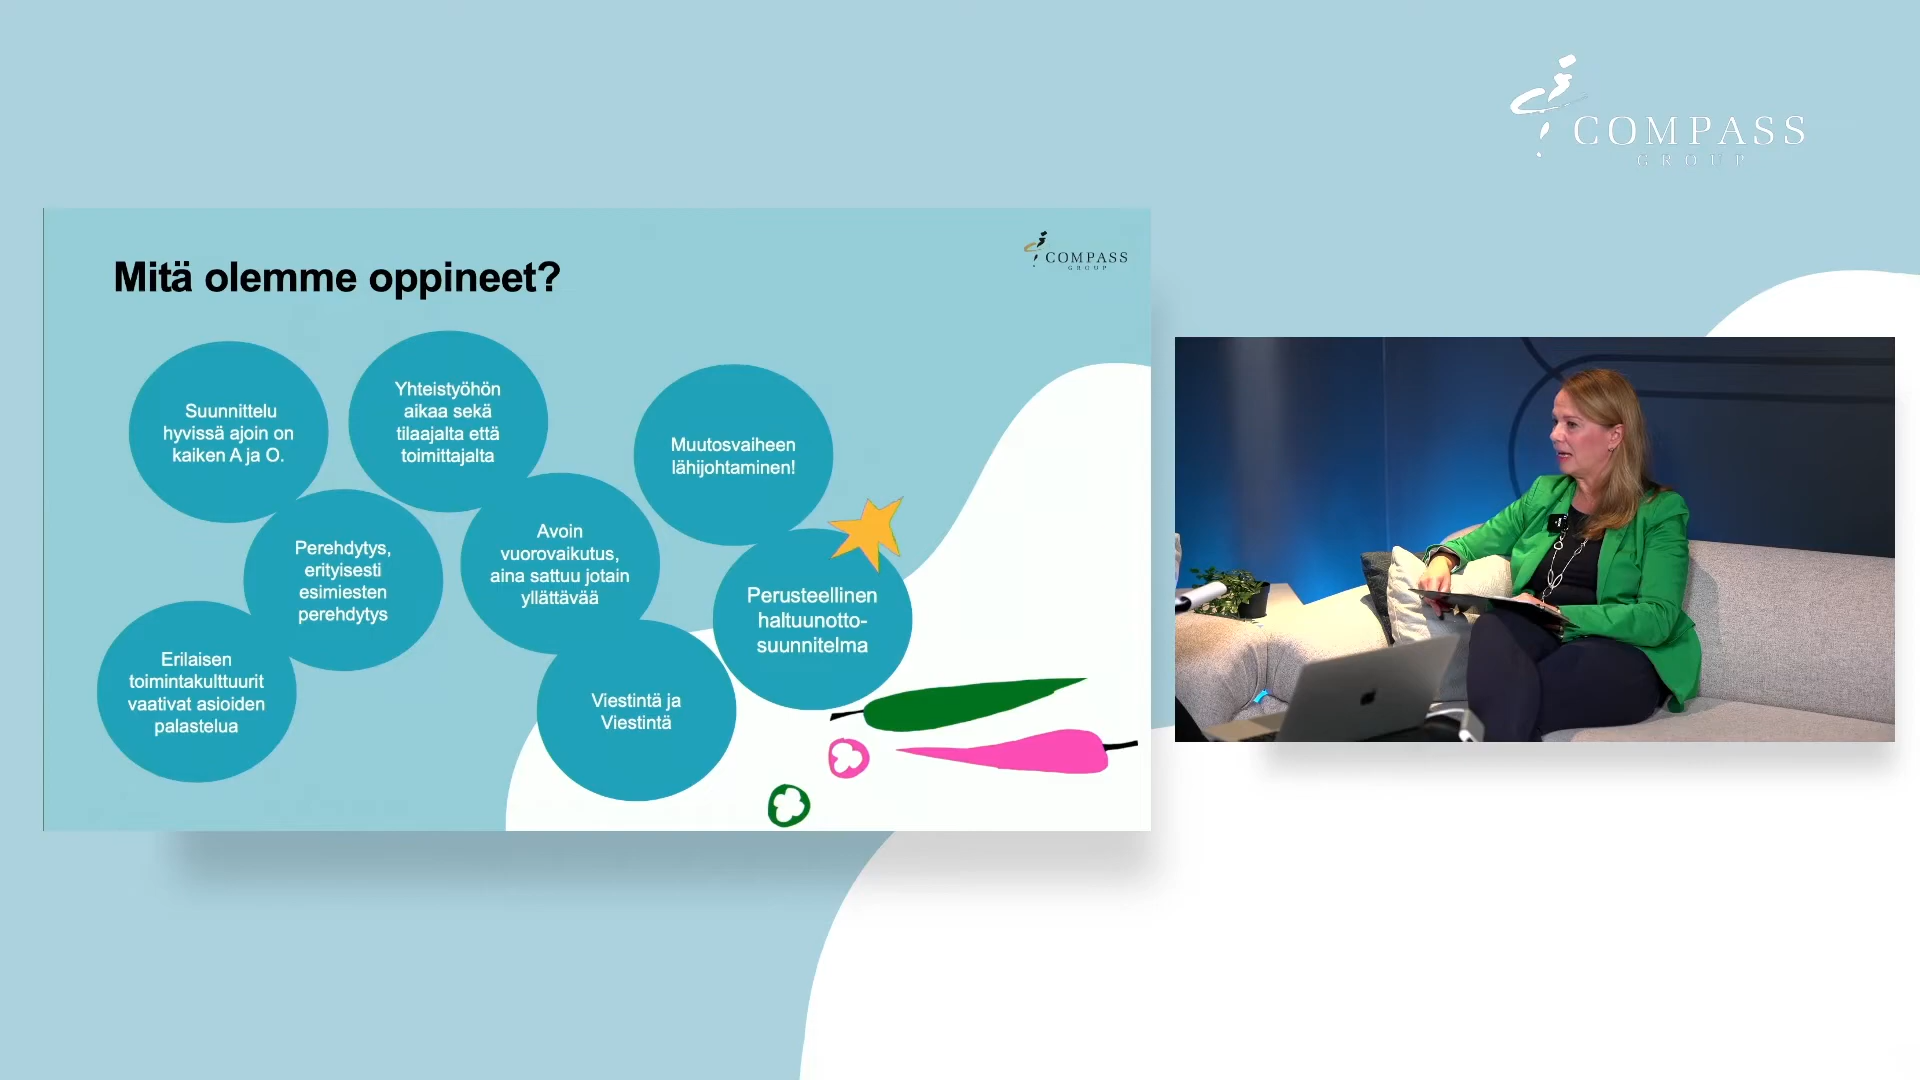 COMPASS
GROUP
Mitä olemme oppineet?
COMPASS
GROUP
Suunnittelu
hyvissä ajoin on
kaiken A ja O.
Yhteistyöhön
aikaa sekä
tilaajalta että
toimittajalta
Muutosvaiheen
lähijohtaminen!
Perehdytys,
erityisesti
esimiesten
perehdytys
Avoin
vuorovaikutus,
aina sattuu jotain
yllättävää
Perusteellinen
haltuunotto-
suunnitelma
Erilaisen
toimintakulttuurit
vaativat asioiden
palastelua
Viestintä ja
Viestintä